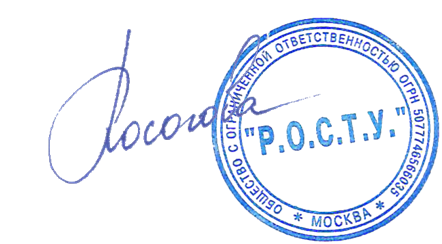 ОБЩЕСТВО С ОГРАНИЧЕННОЙ ОТВЕТСТВЕННОСТЬЮ ОГРН 5077746566035
"Р.О.С.Т.У."
* МОСКВА *